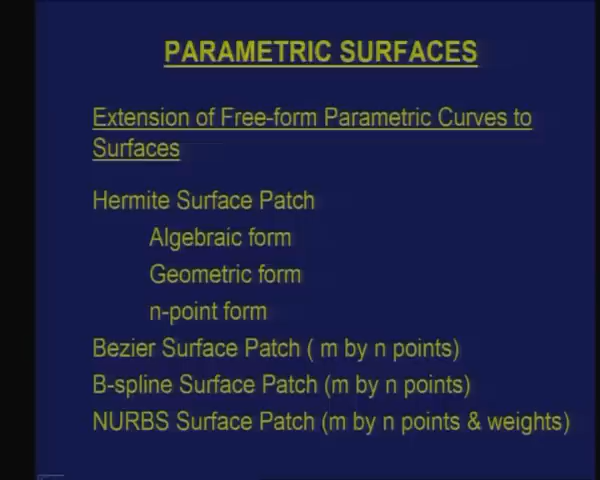 PARAMETRIC SURFACES
Extension of Free-form Parametric Curves to
Surfaces
Hermite Surface Patch
Algebraic form
Geometric form
n-point form
Bezier Surface Patch ( m by n points)
B-spline Surface Patch (m by n points)
NURBS Surface Patch (m by n points & weights)